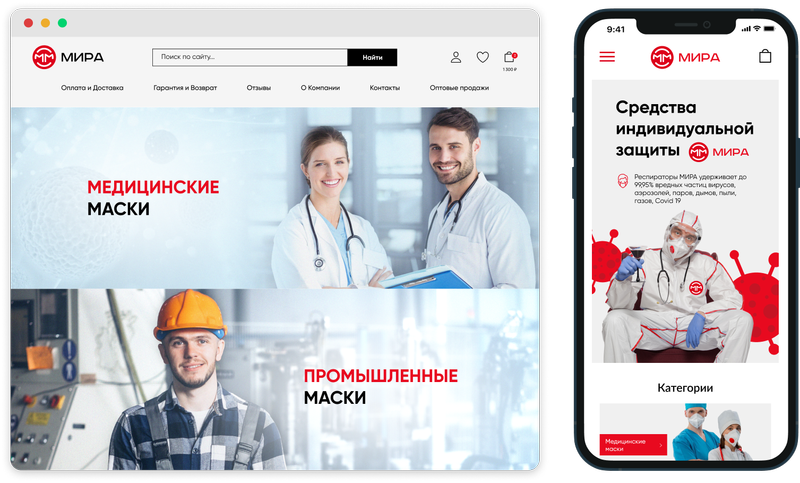 МИРА
Поиск по сайту...
Найти
2
1 300 ₽
Оплата и Доставка
Гарантия и Возврат
Отзывы
О Компании
Контакты
Оптовые продажи
МЕДИЦИНСКИЕ
МАСКИ
ПРОМЫШЛЕННЫЕ
МАСКИ
9:41
МИРА
Средства
индивидуальной
защиты МИРА
Респираторы МИРА удерживает до
99,95% вредных частиц вирусов,
аэрозолей, паров, дымов, пыли,
газов, Covid 19
Категории
Медицинские
маски